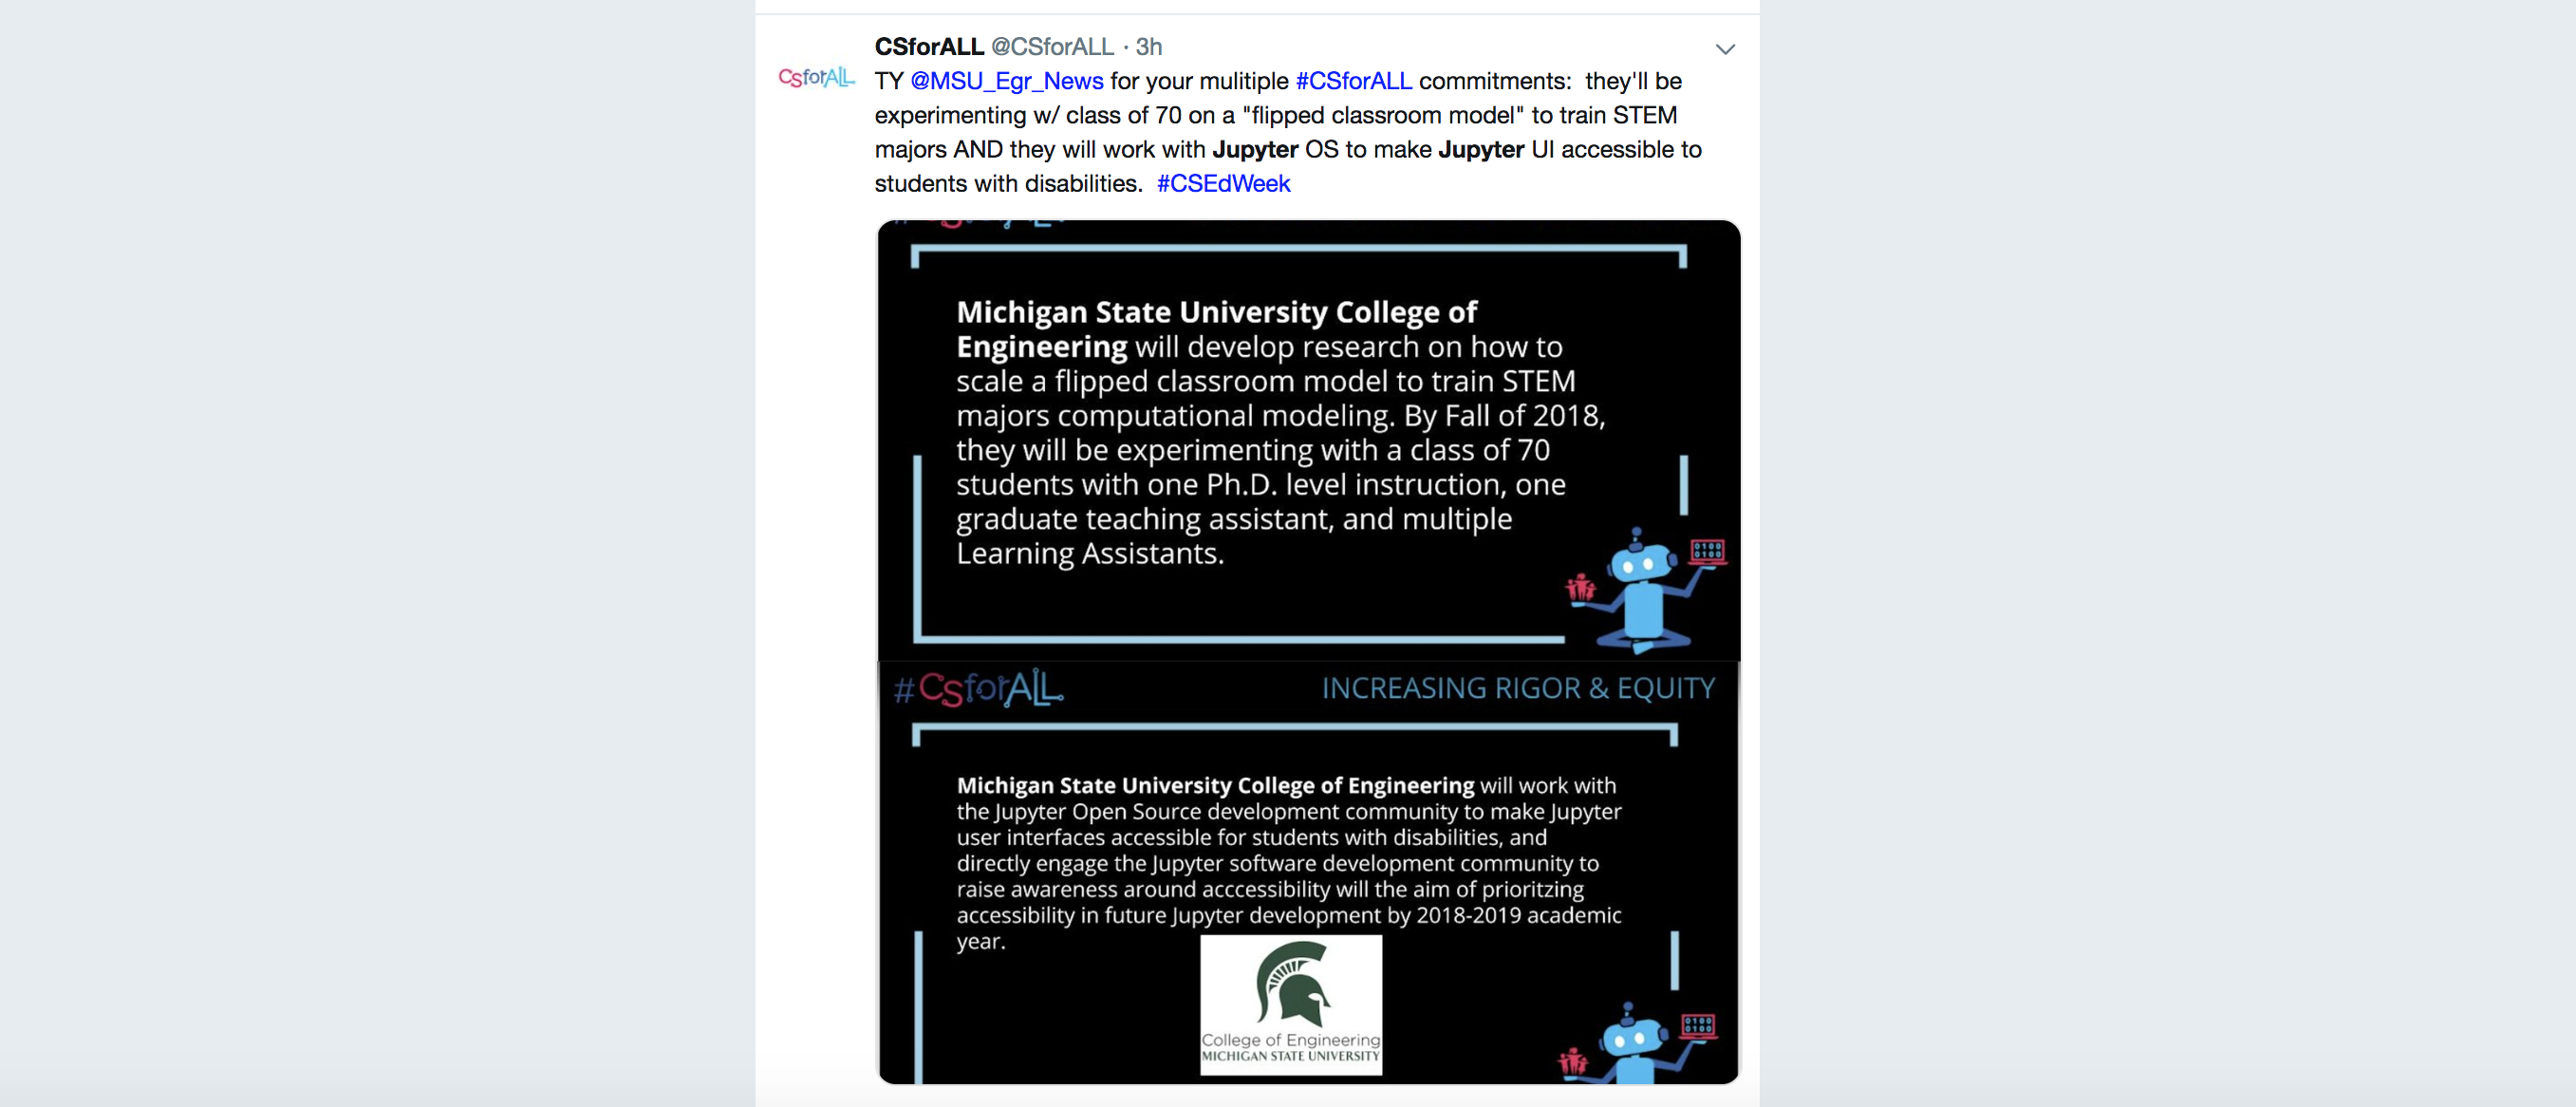 CSforALL @CSforALL · 3h
CSforALL
TY @MSU_Egr_News for your mulitiple #CSforALL commitments:  they'll be
experimenting w/ class of 70 on a "flipped classroom model" to train STEM
majors AND they will work with Jupyter OS to make Jupyter UI accessible to
students with disabilities.  #CSEdWeek
Michigan State University College of
Engineering will develop research on how to
scale a flipped classroom model to train STEM
majors computational modeling. By Fall of 2018,
they will be experimenting with a class of 70
students with one Ph.D. level instruction, one
graduate teaching assistant, and multiple
Learning Assistants.
0100
0100
#CSforALL
INCREASING RIGOR & EQUITY
Michigan State University College of Engineering will work with
the Jupyter Open Source development community to make Jupyter
user interfaces accessible for students with disabilities, and
directly engage the Jupyter software development community to
raise awareness around acccessibility will the aim of prioritzing
accessibility in future Jupyter development by 2018-2019 academic
year.
College of Engineering
MICHIGAN STATE UNIVERSITY
0100
0100